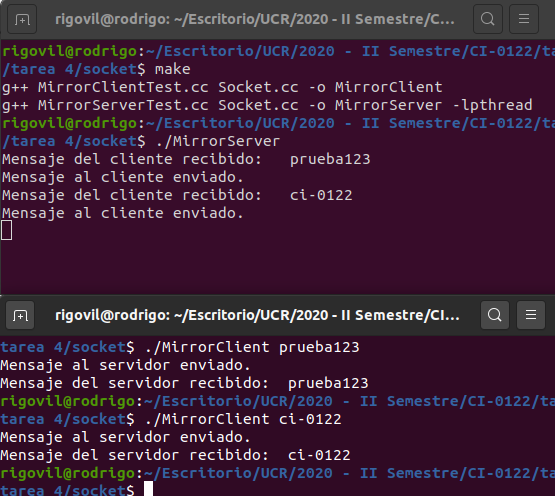 rigovil@rodrigo: ~/Escritorio/UCR/2020 - II Semestre/C...
rigovil@rodrigo:~/Escritorio/UCR/2020 - II Semestre/CI-0122/ta
/tarea 4/socket$ make
g++ MirrorClientTest.cc Socket.cc -o MirrorClient
g++ MirrorServerTest.cc Socket.cc -o MirrorServer -lpthread
rigovil@rodrigo:~/Escritorio/UCR/2020 - II Semestre/CI-0122/ta
/tarea 4/socket$ ./MirrorServer
Mensaje del cliente recibido:   prueba123
Mensaje al cliente enviado.
Mensaje del cliente recibido:   ci-0122
Mensaje al cliente enviado.
rigovil@rodrigo: ~/Escritorio/UCR/2020 - II Semestre/CI...
tarea 4/socket$ ./MirrorClient prueba123
Mensaje al servidor enviado.
Mensaje del servidor recibido:  prueba123
rigovil@rodrigo:~/Escritorio/UCR/2020 - II Semestre/CI-0122/t
tarea 4/socket$ ./MirrorClient ci-0122
Mensaje al servidor enviado.
Mensaje del servidor recibido:  ci-0122
rigovil@rodrigo:~/Escritorio/UCR/2020 - II Semestre/CI-0122/t
tarea 4/socket$